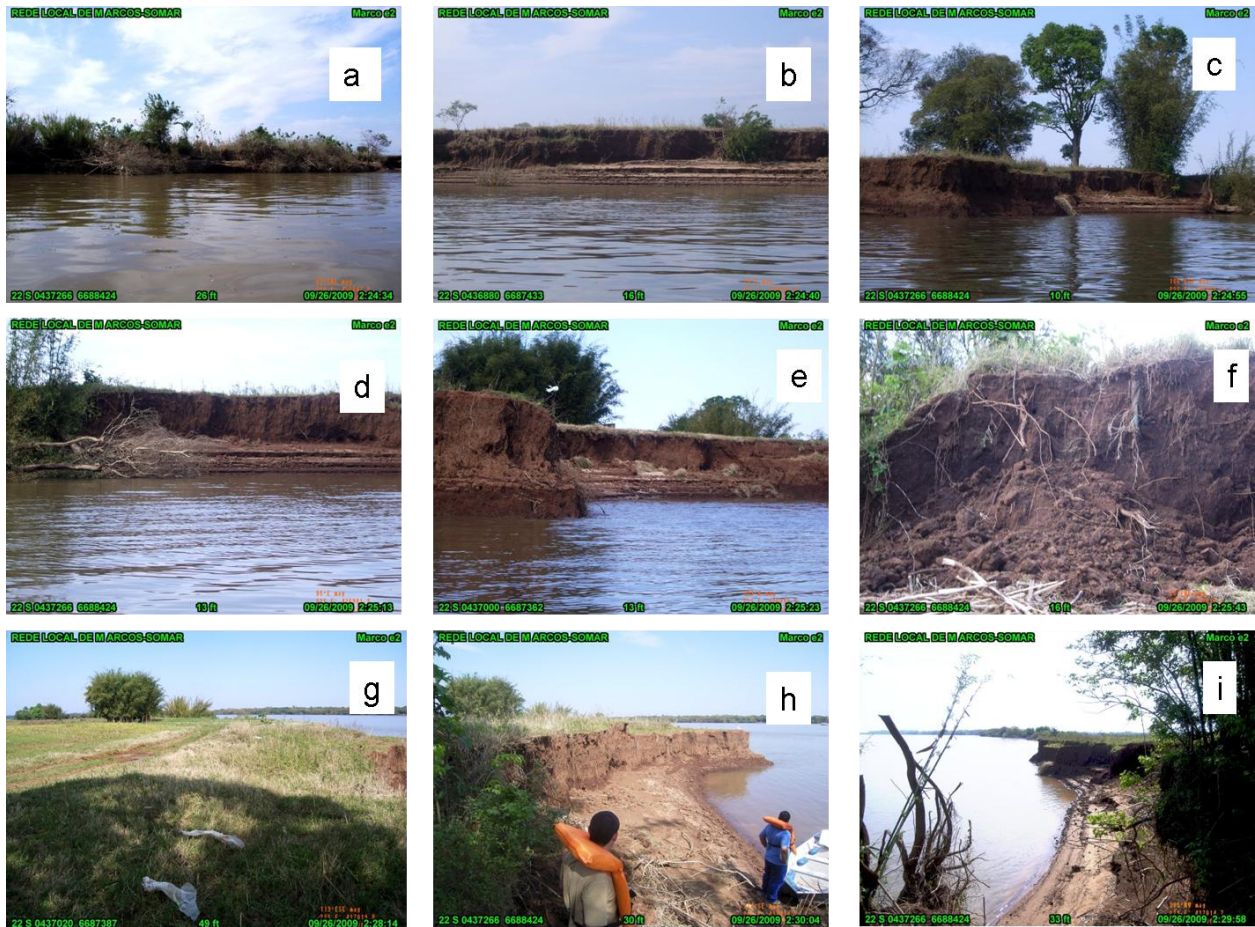 REDE LOCAL DE M ARCOS-SOMAR Marco e2
a
22 S 0437266 6688424 26 ft 09/26/2009 2:24:34
REDE LOCAL DE M ARCOS-SOMAR Marco e2
b
22 S 0436880 6687433 16 ft 09/26/2009 2:24:40
REDE LOCAL DE M ARCOS-SOMAR Marco e2
c
22 S 0437266 6688424 10 ft 09/26/2009 2:24:55
REDE LOCAL DE M ARCOS-SOMAR Marco e2
d
22 S 0437266 6688424 13 ft 09/26/2009 2:25:13
REDE LOCAL DE M ARCOS-SOMAR Marco e2
e
22 S 0437000 6687362 13 ft 09/26/2009 2:25:23
REDE LOCAL DE M ARCOS-SOMAR Marco e2
f
22 S 0437266 6688424 16 ft 09/26/2009 2:25:43
REDE LOCAL DE M ARCOS-SOMAR Marco e2
g
22 S 0437020 6687387 49 ft 09/26/2009 2:28:14
REDE LOCAL DE M ARCOS-SOMAR Marco e2
h
22 S 0437266 6688424 30 ft 09/26/2009 2:30:04
REDE LOCAL DE M ARCOS-SOMAR Marco e2
i
22 S 0437266 6688424 33 ft 09/26/2009 2:29:58